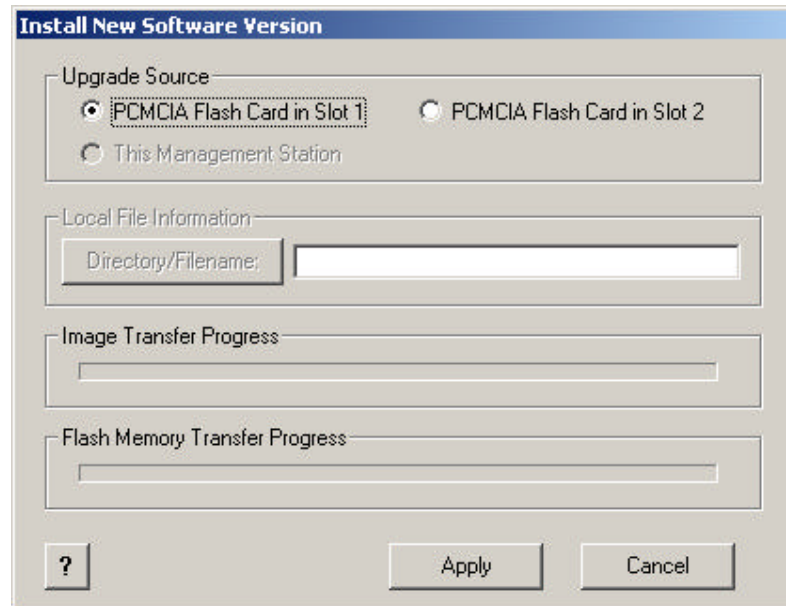 Install New Software Version
Upgrade Source
PCMCIA Flash Card in Slot 1 PCMCIA Flash Card in Slot 2
This Management Station
Local File Information
Directory/Filename:
Image Transfer Progress
Flash Memory Transfer Progress
? Apply Cancel